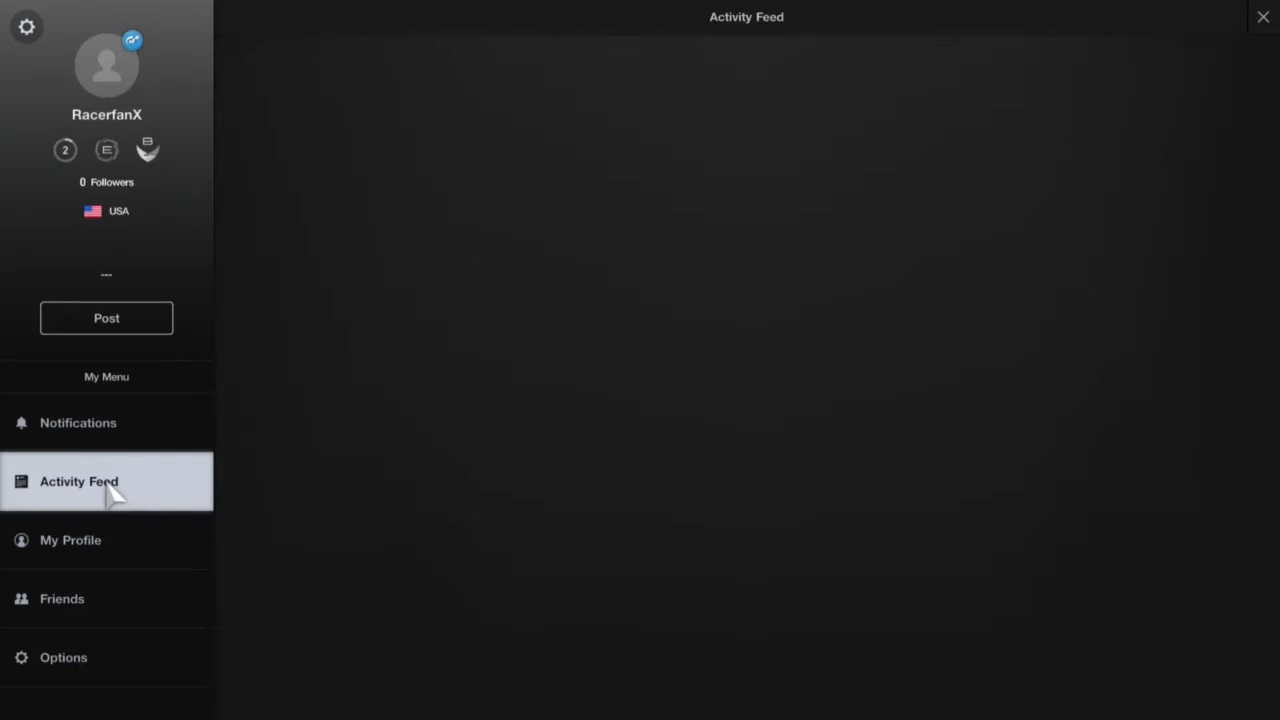 Activity Feed
RacerfanX
2 E B
0 Followers
USA
---
Post
My Menu
Notifications
Activity Feed
My Profile
Friends
Options